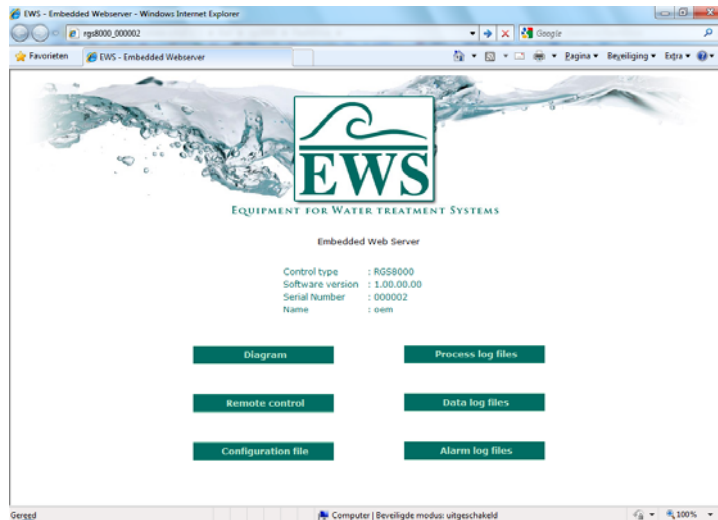 EWS - Embedded Webserver - Windows Internet Explorer
rgs8000_000002
Google
Favorieten
EWS - Embedded Webserver
Pagina
Beveiliging
Extra
EWS
EQUIPMENT FOR WATER TREATMENT SYSTEMS
Embedded Web Server
Control type : RGS8000
Software version : 1.00.00.00
Serial Number : 000002
Name : oem
Diagram
Process log files
Remote control
Data log files
Configuration file
Alarm log files
Gereed
Computer | Beveiligde modus: uitgeschakeld
100%